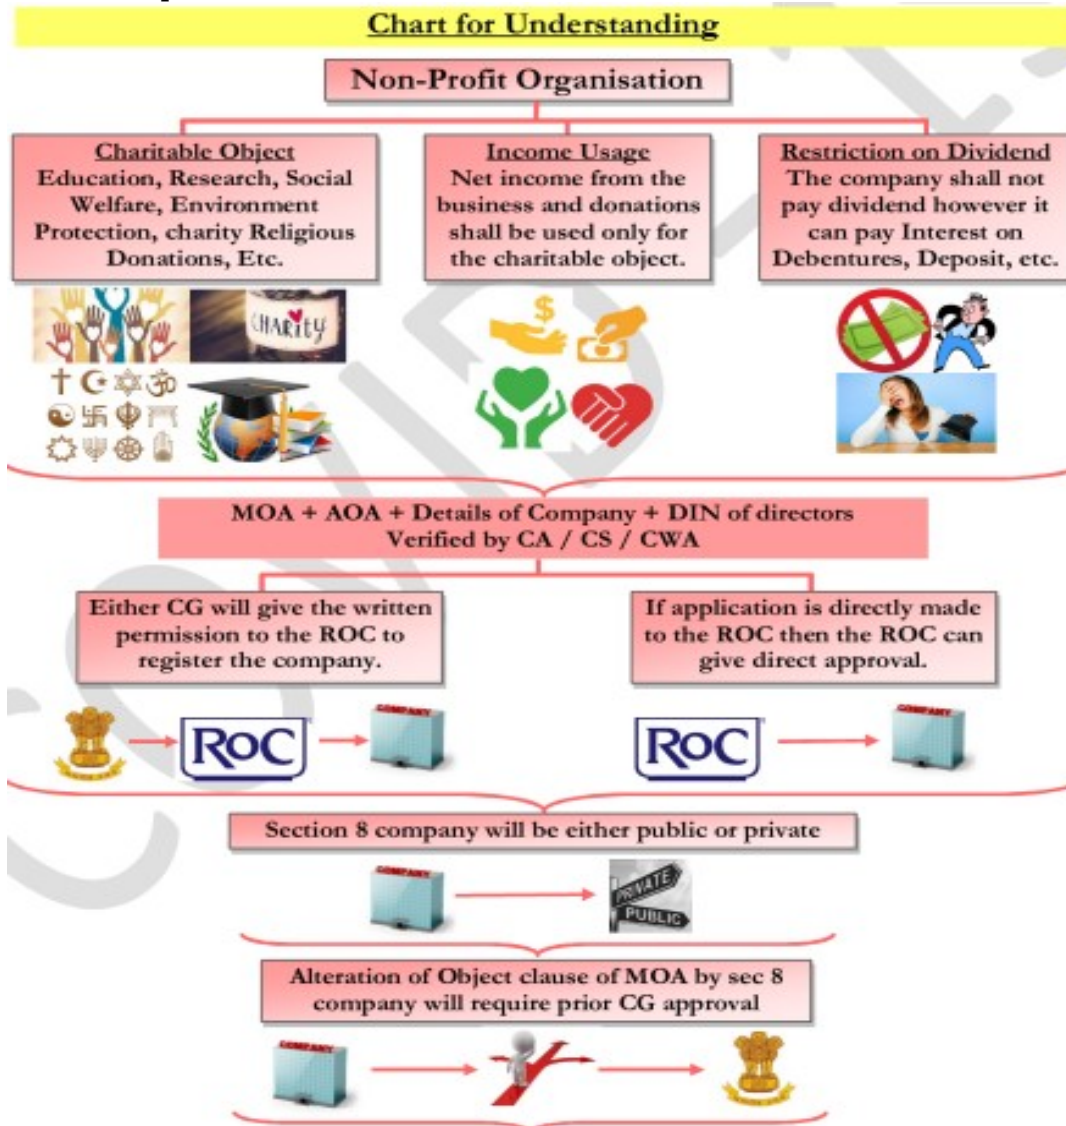 Chart for Understanding
Non-Profit Organisation
Charitable Object
Education, Research, Social
Welfare, Environment
Protection, charity Religious
Donations, Etc.
Income Usage
Net income from the
business and donations
shall be used only for
the charitable object.
Restriction on Dividend
The company shall not
pay dividend however it
can pay Interest on
Debentures, Deposit, etc.
CHARITY
MOA + AOA + Details of Company + DIN of directors
Verified by CA / CS / CWA
Either CG will give the written
permission to the ROC to
register the company.
If application is directly made
to the ROC then the ROC can
give direct approval.
ROC
COMPANY
ROC
COMPANY
Section 8 company will be either public or private
COMPANY
PRIVATE
PUBLIC
Alteration of Object clause of MOA by sec 8
company will require prior CG approval
COMPANY